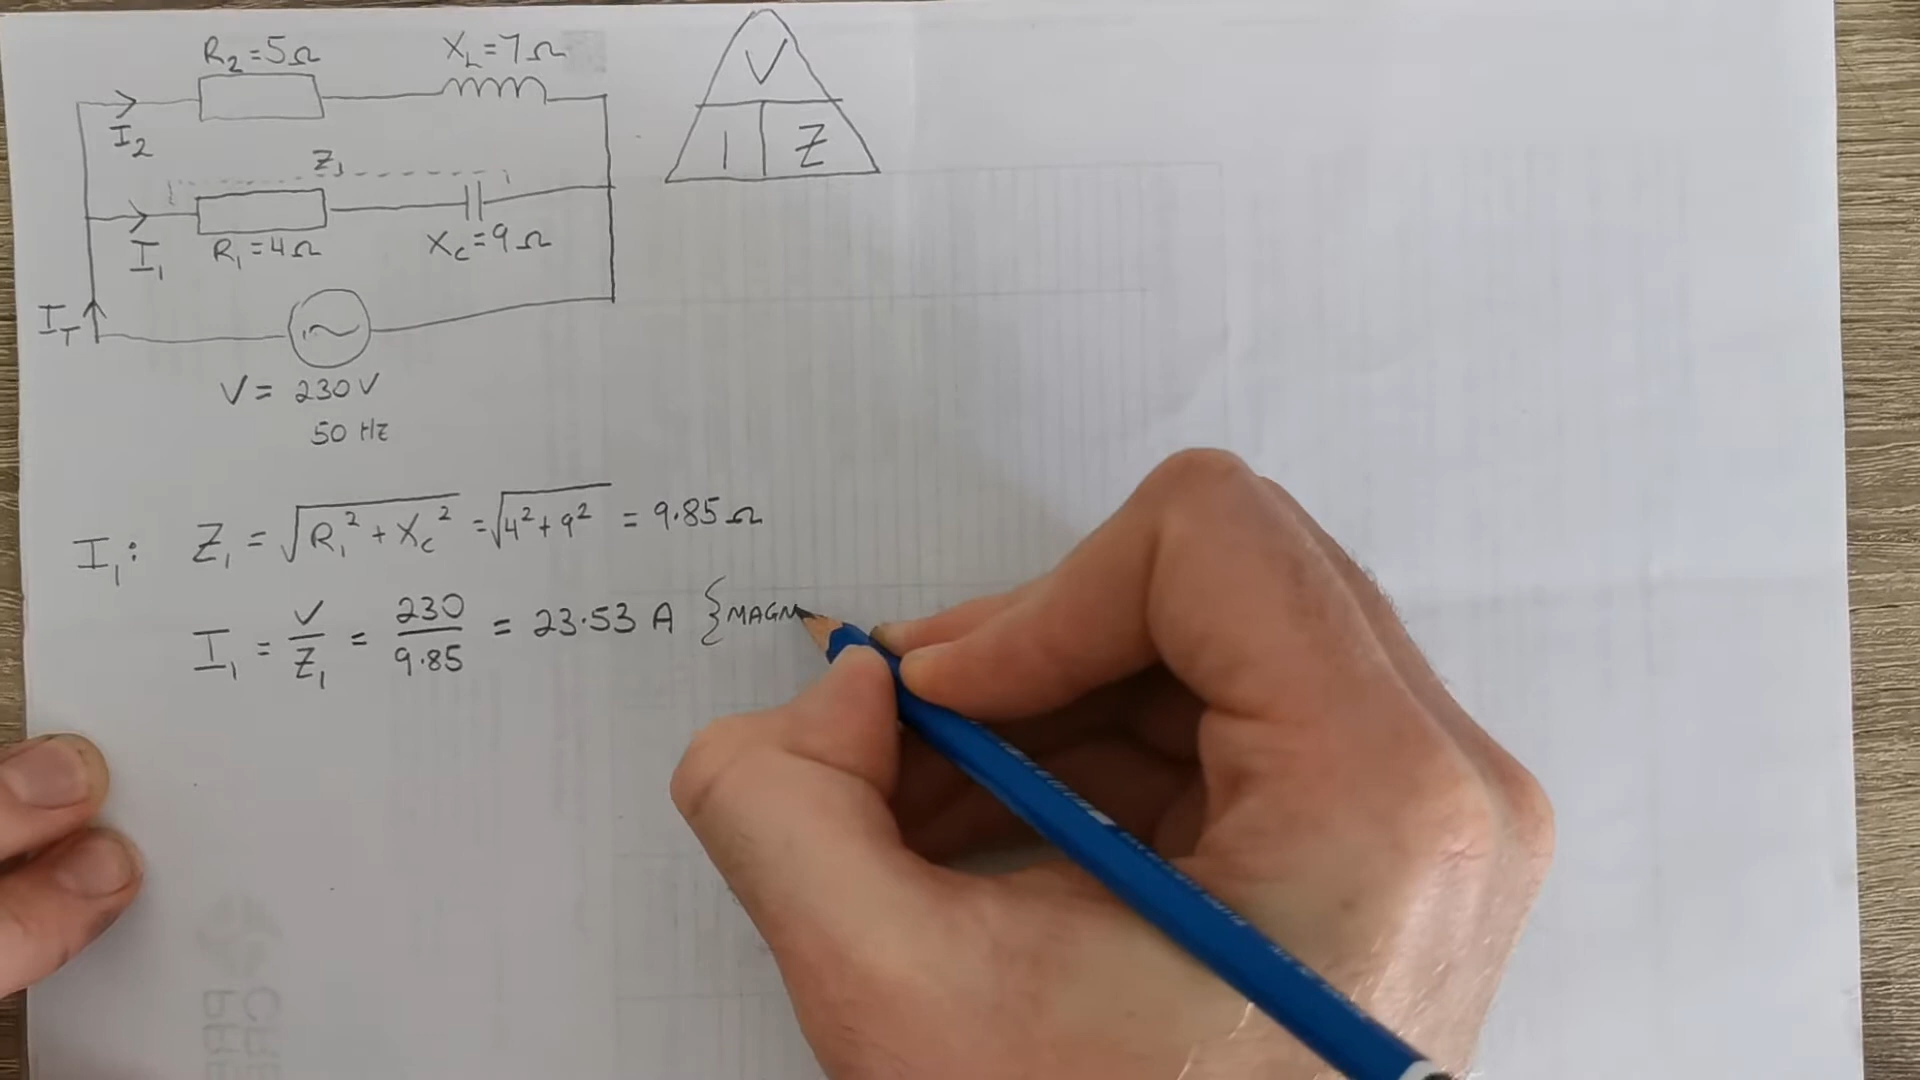 R₂=5Ω
X_L=7Ω
V
I Z
I₂
Z₁
I₁
R₁=4Ω
X_C=9Ω
I_T
V= 230V
50 Hz
I₁: Z₁ = √(R₁² + X_C²) = √(4²+9²) = 9.85Ω
I₁ = V/Z₁ = 230/9.85 = 23.53 A {MAGN